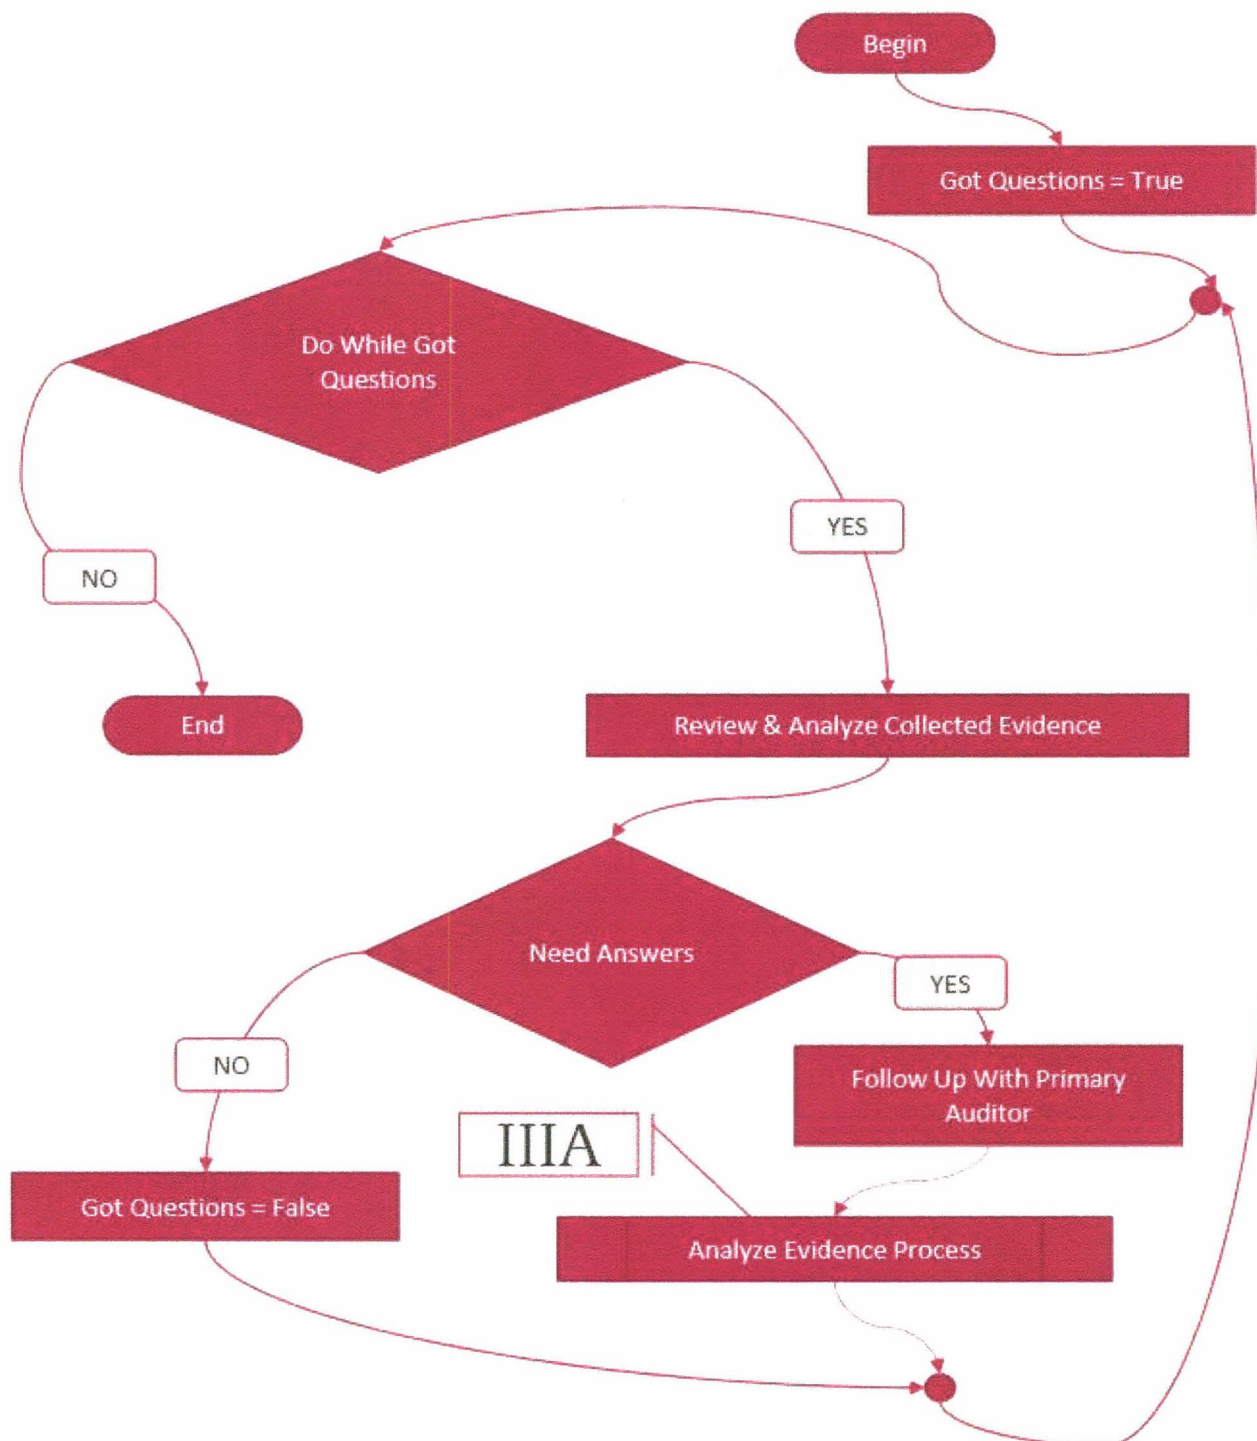 Begin
Got Questions = True
Do While Got
Questions
YES
NO
End
Review & Analyze Collected Evidence
Need Answers
YES
NO
Follow Up With Primary
Auditor
IIIA
Got Questions = False
Analyze Evidence Process